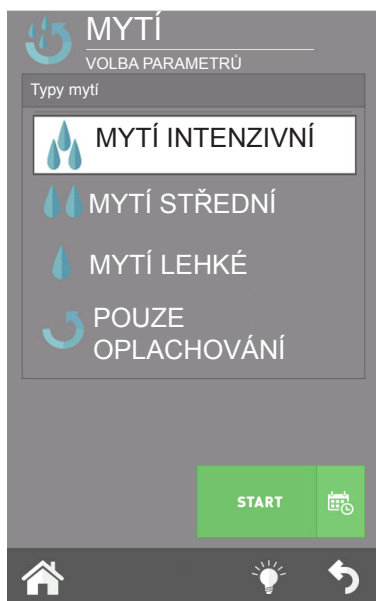 MYTÍ
VOLBA PARAMETRŮ
Typy mytí
MYTÍ INTENZIVNÍ
MYTÍ STŘEDNÍ
MYTÍ LEHKÉ
POUZE
OPLACHOVÁNÍ
START